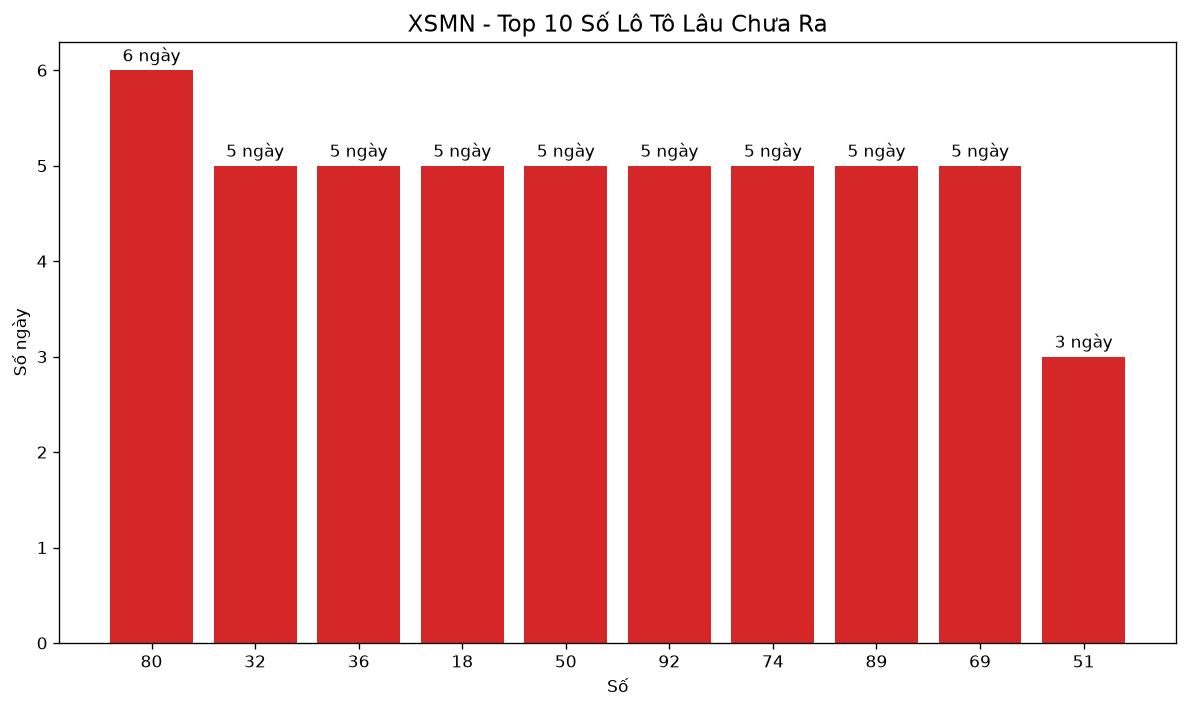 XSMN - Top 10 Số Lô Tô Lâu Chưa Ra
6 ngày
5 ngày 5 ngày 5 ngày 5 ngày 5 ngày 5 ngày 5 ngày 5 ngày
3 ngày
Số ngày
6
5
4
3
2
1
0
80 32 36 18 50 92 74 89 69 51
Số